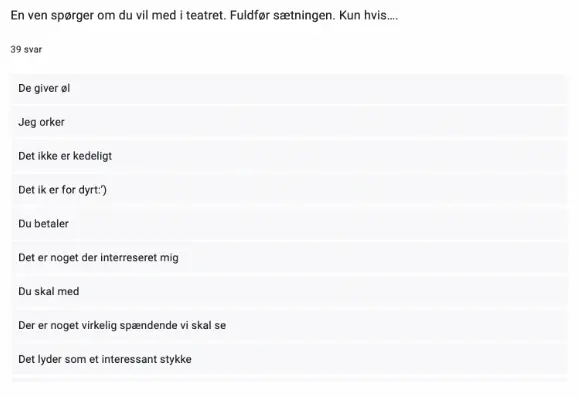 En ven spørger om du vil med i teatret. Fuldfør sætningen. Kun hvis....
39 svar
De giver øl
Jeg orker
Det ikke er kedeligt
Det ik er for dyrt:')
Du betaler
Det er noget der interreseret mig
Du skal med
Der er noget virkelig spændende vi skal se
Det lyder som et interessant stykke